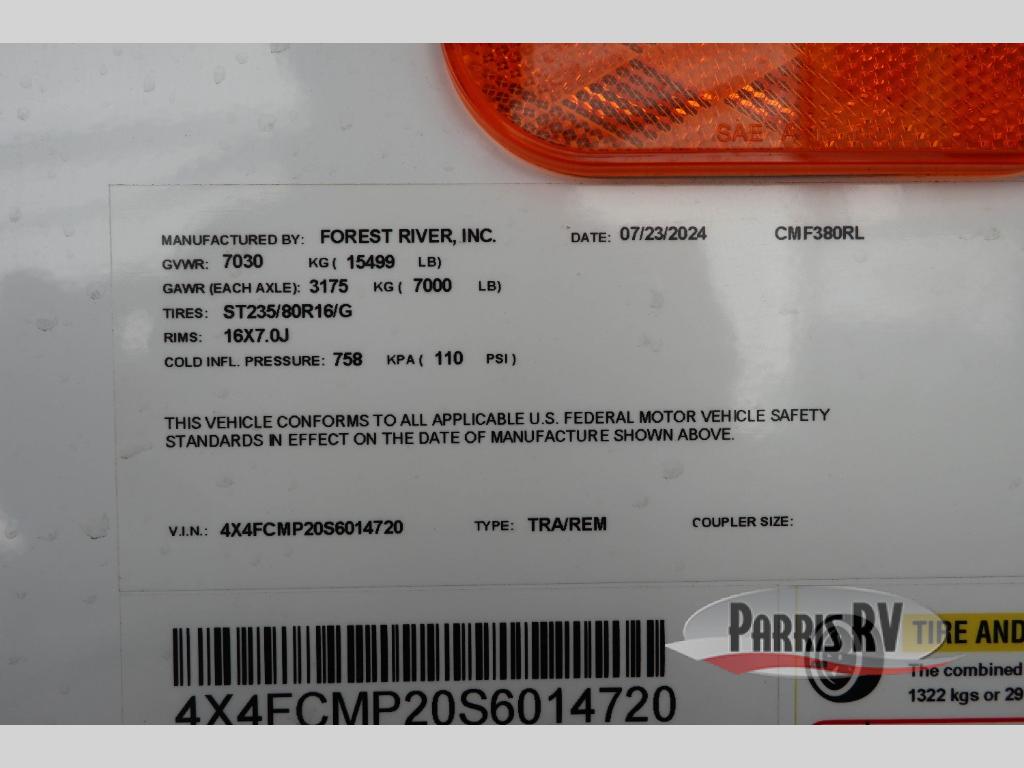 SAE A
MANUFACTURED BY: FOREST RIVER, INC. DATE: 07/23/2024 CMF380RL
GVWR: 7030 KG ( 15499 LB)
GAWR (EACH AXLE): 3175 KG ( 7000 LB)
TIRES: ST235/80R16/G
RIMS: 16X7.0J
COLD INFL. PRESSURE: 758 KPA ( 110 PSI )
THIS VEHICLE CONFORMS TO ALL APPLICABLE U.S. FEDERAL MOTOR VEHICLE SAFETY
STANDARDS IN EFFECT ON THE DATE OF MANUFACTURE SHOWN ABOVE.
V.I.N.: 4X4FCMP20S6014720 TYPE: TRA/REM COUPLER SIZE:
4X4FCMP20S6014720
PARRIS RV
TIRE AND
The combined
1322 kgs or 29